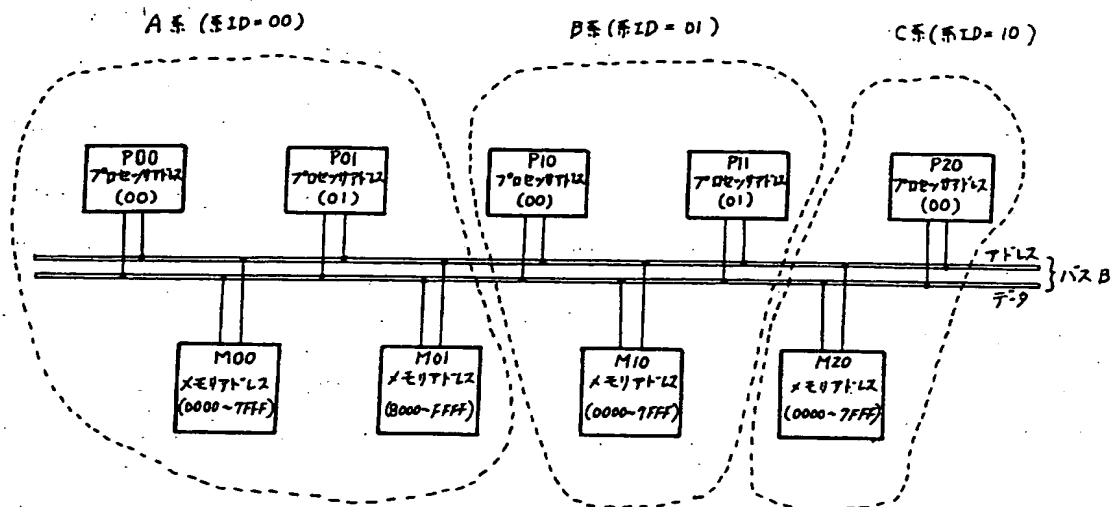 A系 (系ID=00)
B系 (系ID=01)
C系 (系ID=10)
P00
プロセッサアドレス
(00)
P01
プロセッサアドレス
(01)
P10
プロセッサアドレス
(00)
P11
プロセッサアドレス
(01)
P20
プロセッサアドレス
(00)
アドレス
バスB
データ
M00
メモリアドレス
(0000~7FFF)
M01
メモリアドレス
(8000~FFFF)
M10
メモリアドレス
(0000~7FFF)
M20
メモリアドレス
(0000~7FFF)